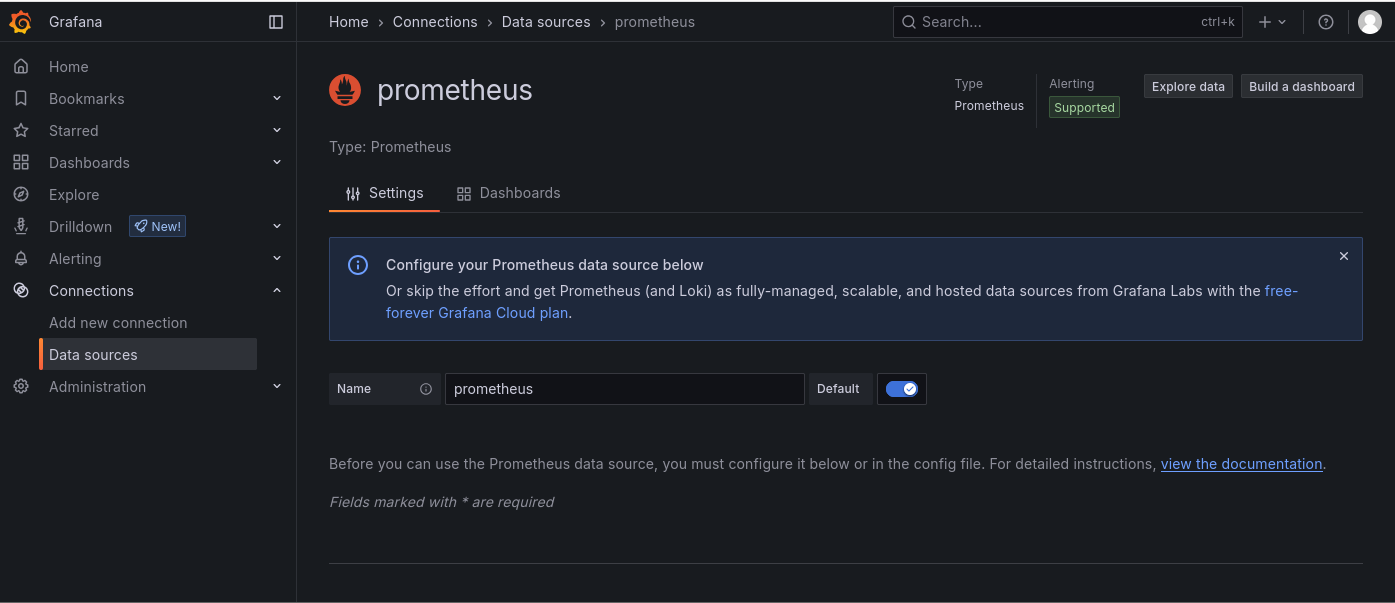 Grafana
Home › Connections › Data sources › prometheus
Search...
ctrl+k
Home
Bookmarks
Starred
Dashboards
Explore
Drilldown
New!
Alerting
Connections
Add new connection
Data sources
Administration
prometheus
Type
Prometheus
Alerting
Supported
Explore data
Build a dashboard
Type: Prometheus
Settings
Dashboards
Configure your Prometheus data source below
Or skip the effort and get Prometheus (and Loki) as fully-managed, scalable, and hosted data sources from Grafana Labs with the free-
forever Grafana Cloud plan.
Name
prometheus
Default
Before you can use the Prometheus data source, you must configure it below or in the config file. For detailed instructions, view the documentation.
Fields marked with * are required